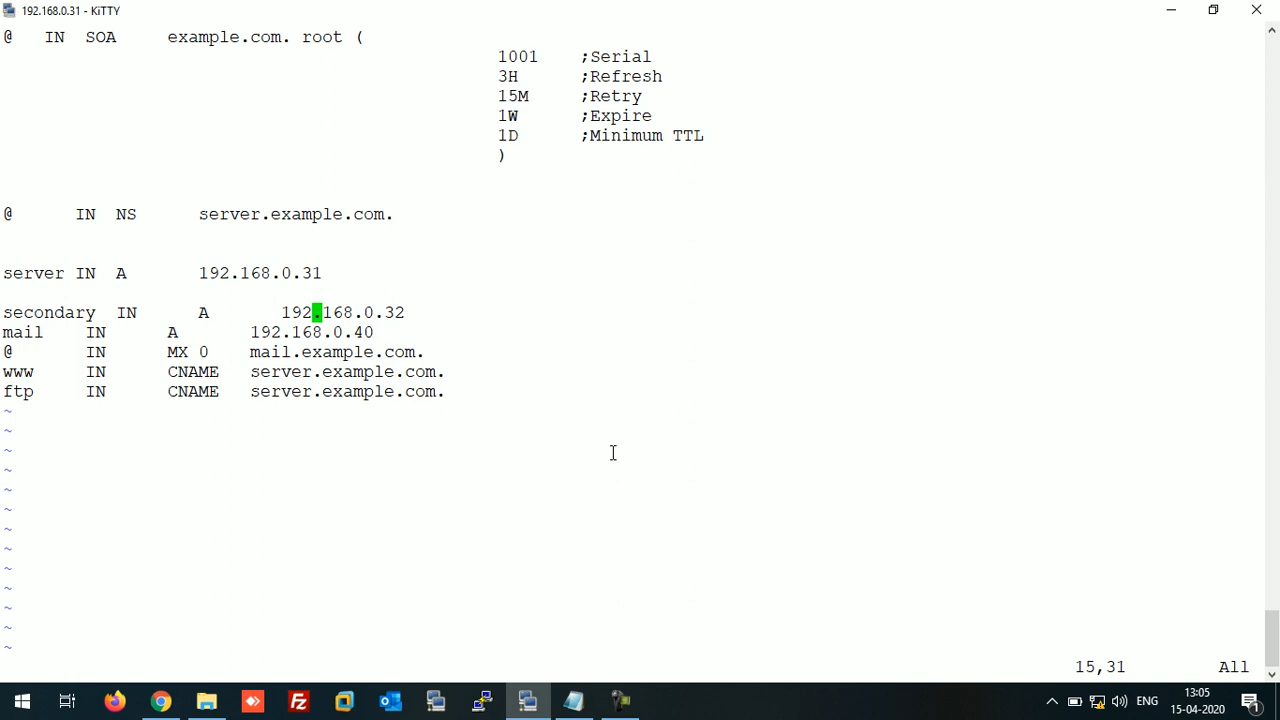 192.168.0.31 - KiTTY
@ IN SOA example.com. root (
1001 ;Serial
3H ;Refresh
15M ;Retry
1W ;Expire
1D ;Minimum TTL
)
@ IN NS server.example.com.
server IN A 192.168.0.31
secondary IN A 192.168.0.32
mail IN A 192.168.0.40
@ IN MX 0 mail.example.com.
www IN CNAME server.example.com.
ftp IN CNAME server.example.com.
~
~
~
~
~
~
~
~
~
~
~
~
~
15,31 All
ENG
13:05
15-04-2020
1